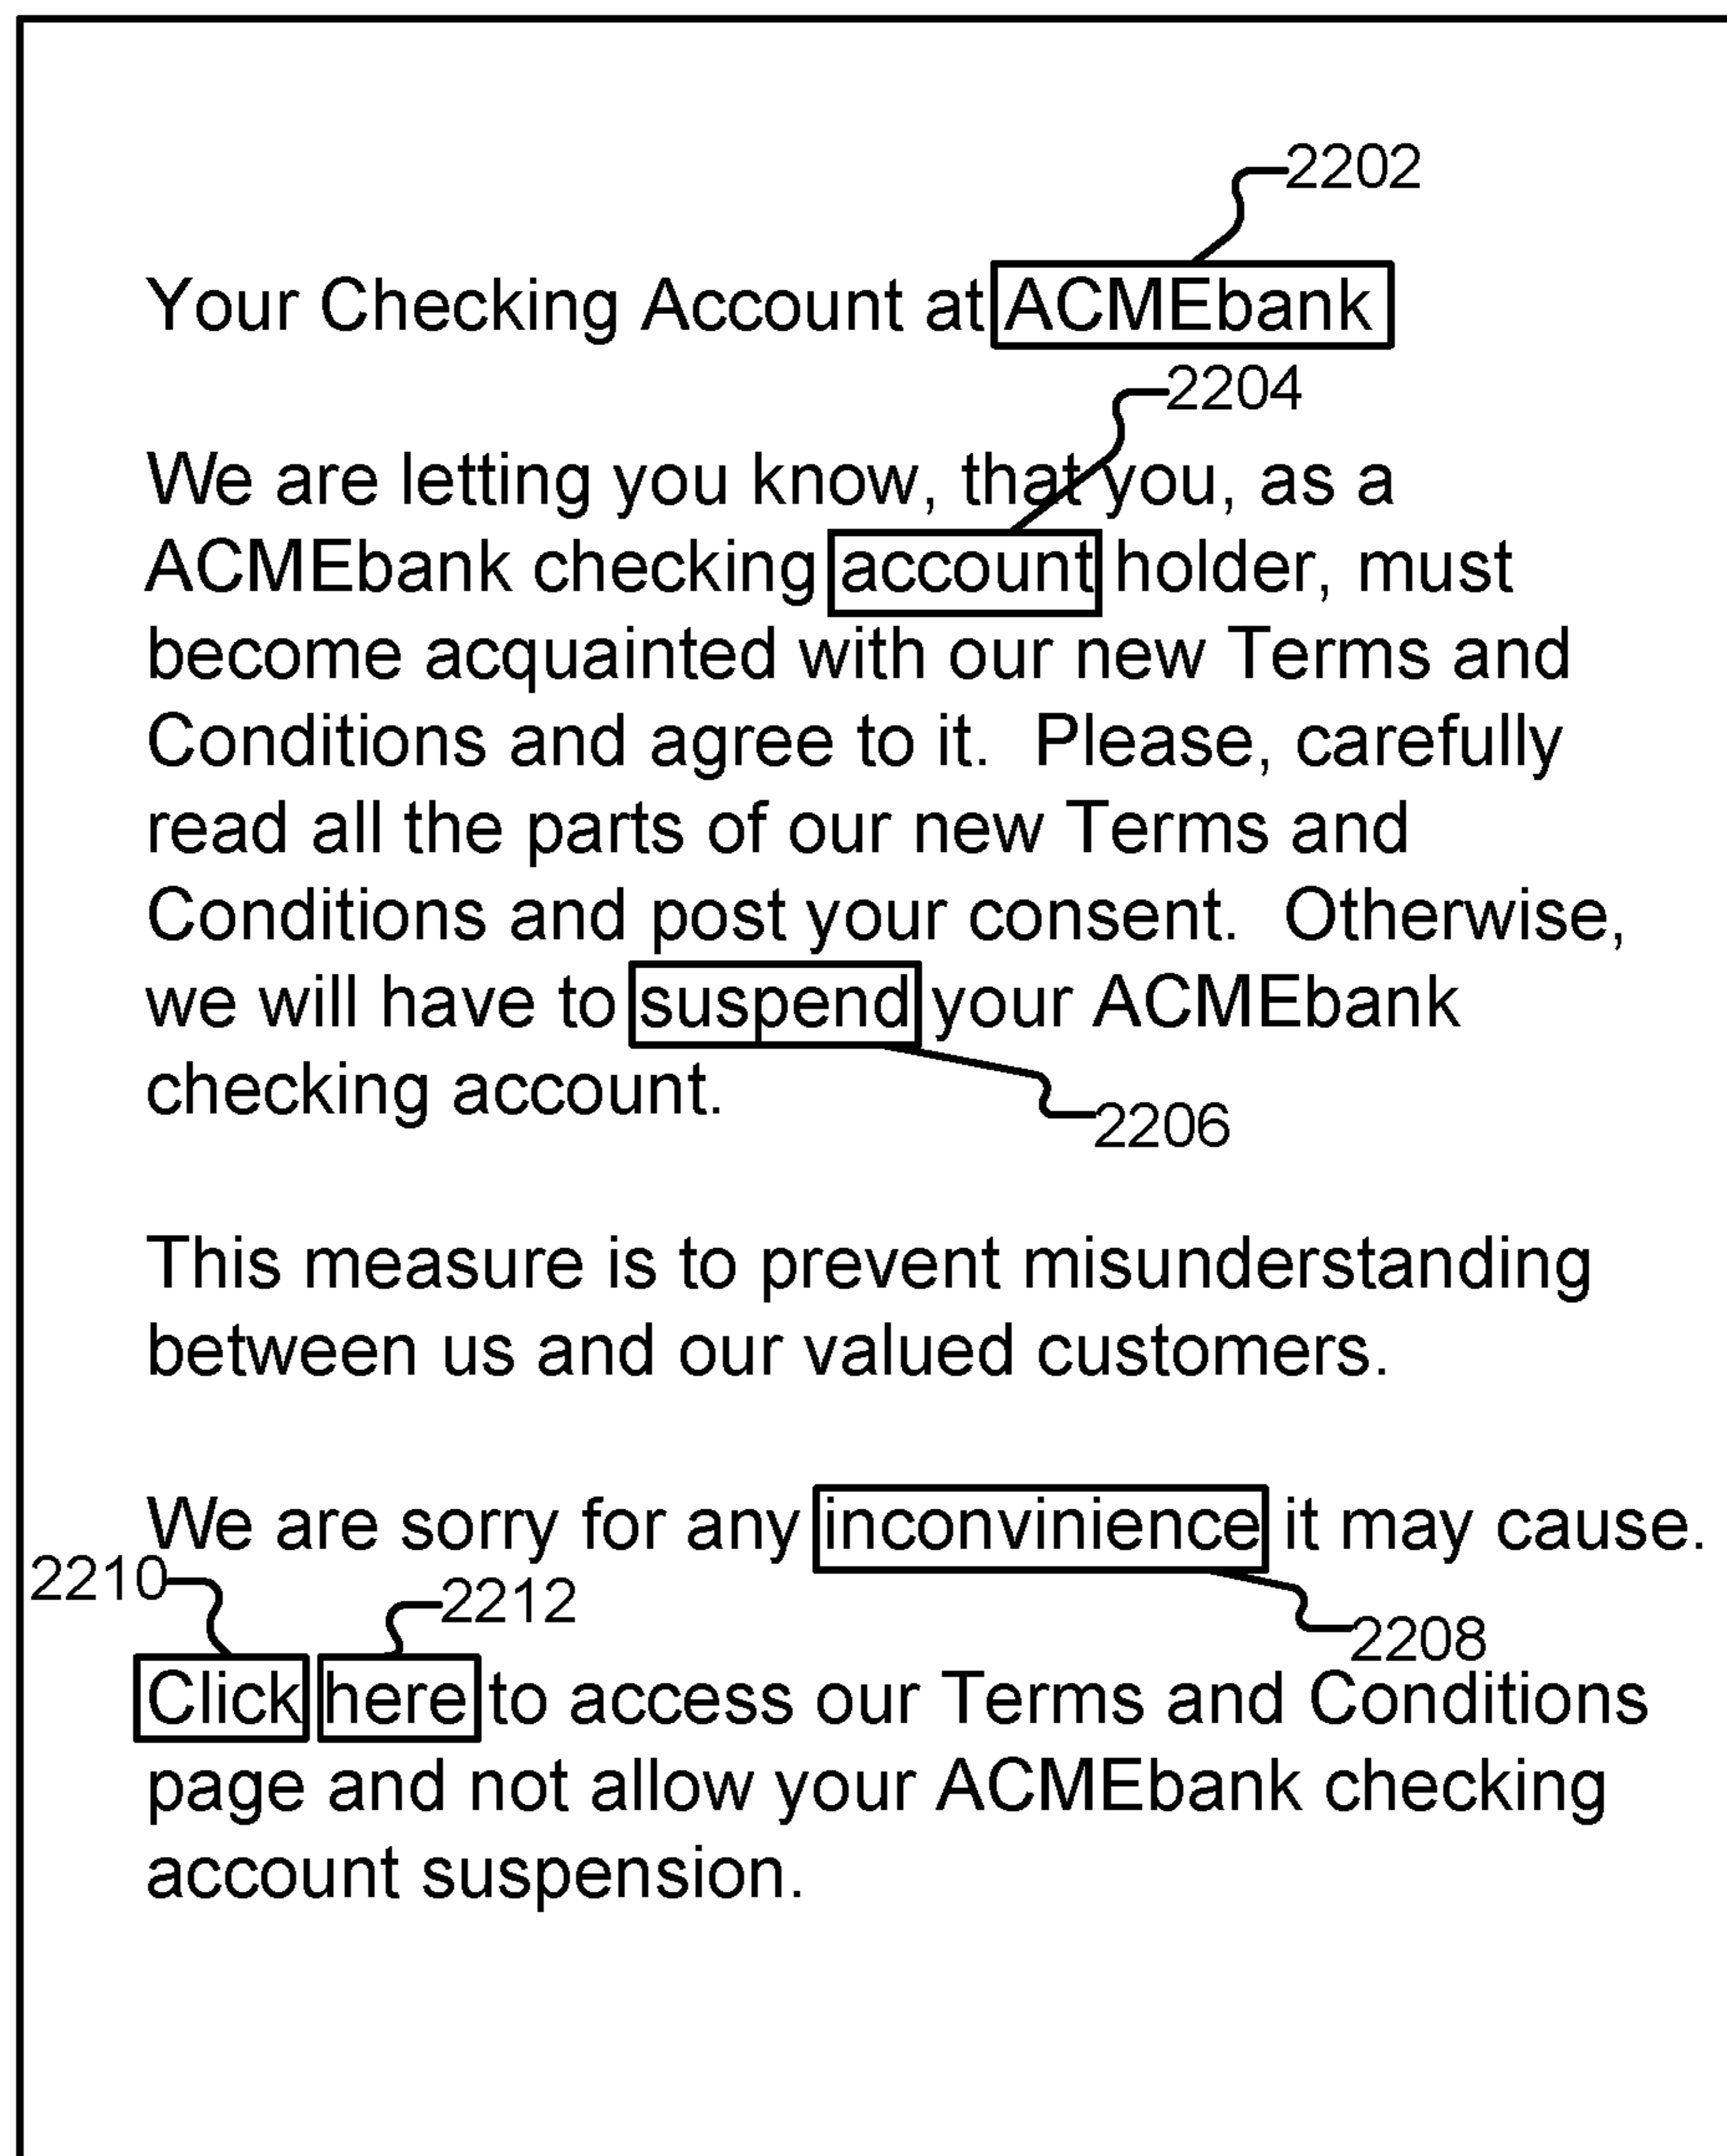 2202
Your Checking Account at ACMEbank
2204
We are letting you know, that you, as a
ACMEbank checking account holder, must
become acquainted with our new Terms and
Conditions and agree to it.  Please, carefully
read all the parts of our new Terms and
Conditions and post your consent.  Otherwise,
we will have to suspend your ACMEbank
checking account.
2206
This measure is to prevent misunderstanding
between us and our valued customers.
We are sorry for any inconvinience it may cause.
2210 2212 2208
Click here to access our Terms and Conditions
page and not allow your ACMEbank checking
account suspension.